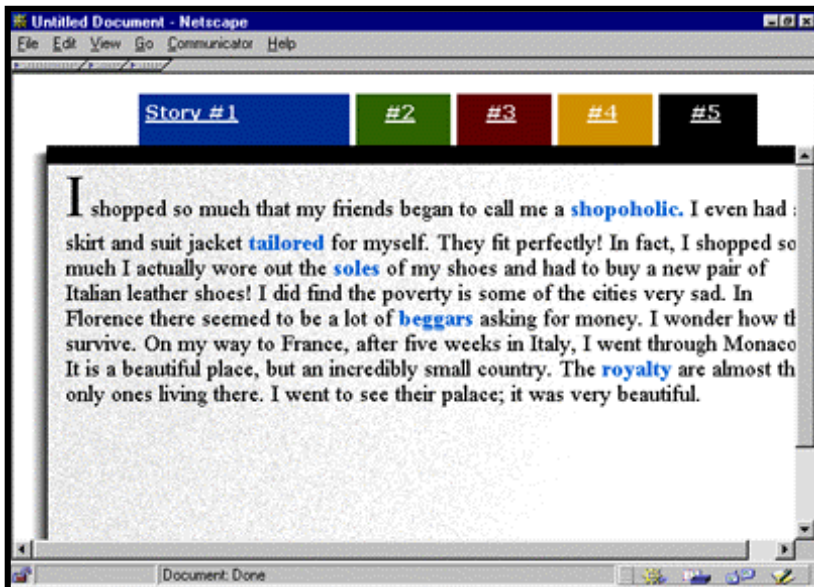 Untitled Document - Netscape
File Edit View Go Communicator Help
Story #1 #2 #3 #4 #5
I shopped so much that my friends began to call me a shopoholic. I even had
skirt and suit jacket tailored for myself. They fit perfectly! In fact, I shopped so
much I actually wore out the soles of my shoes and had to buy a new pair of
Italian leather shoes! I did find the poverty is some of the cities very sad. In
Florence there seemed to be a lot of beggars asking for money. I wonder how th
survive. On my way to France, after five weeks in Italy, I went through Monaco
It is a beautiful place, but an incredibly small country. The royalty are almost th
only ones living there. I went to see their palace; it was very beautiful.
Document: Done